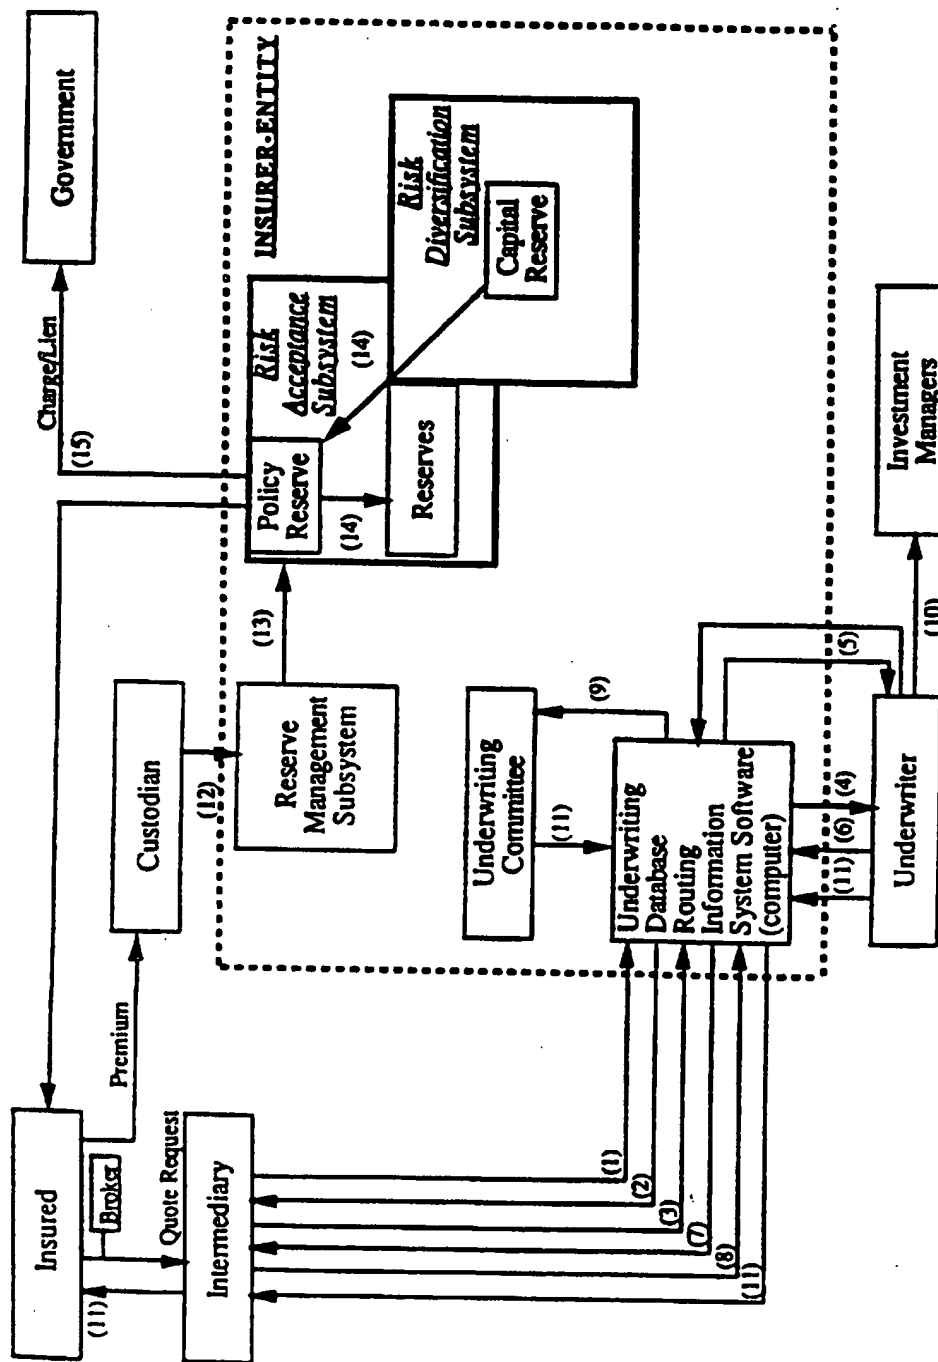 Insured
Broker
(11)
Quote Request
Intermediary
Premium
Custodian
(12)
Government
Charge/Lien
(15)
INSURER-ENTITY
Reserve
Management
Subsystem
(13)
Policy
Reserve
(14)
Reserves
Risk
Acceptance
Subsystem
(14)
Risk
Diversification
Subsystem
Capital
Reserve
Underwriting
Committee
(9)
(11)
Underwriting
Database
Routing
Information
System Software
(computer)
(1)
(2)
(3)
(7)
(8)
(11)
(5)
(4)
(6)
(11)
Underwriter
(10)
Investment
Managers